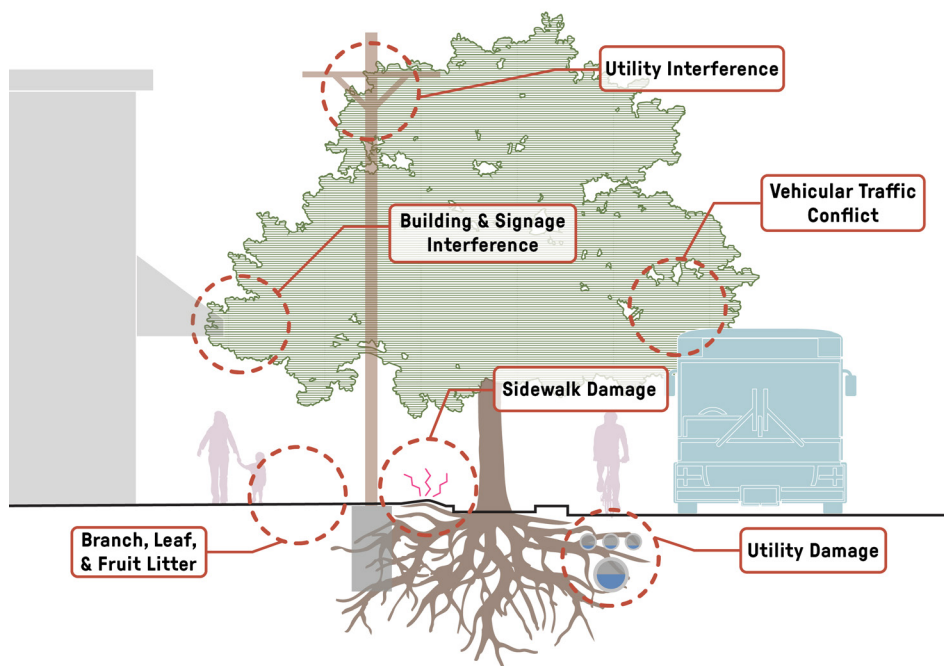 Utility Interference
Vehicular Traffic
Conflict
Building & Signage
Interference
Sidewalk Damage
Branch, Leaf,
& Fruit Litter
Utility Damage